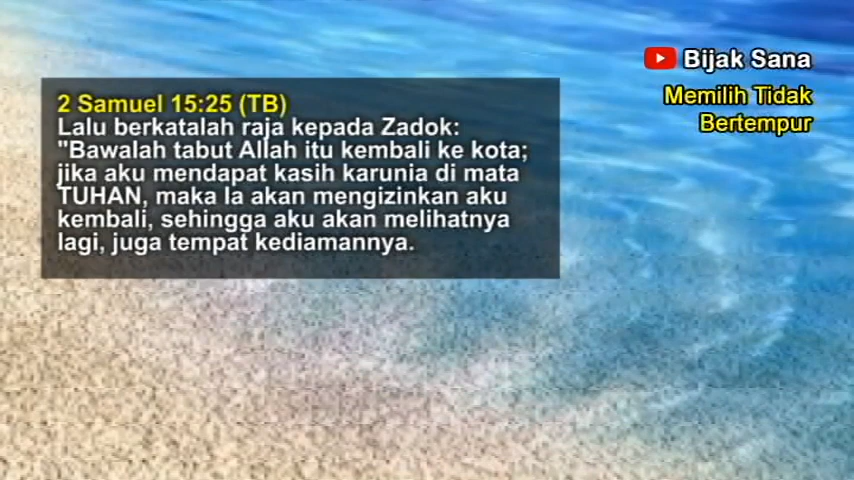 Bijak Sana
Memilih Tidak
Bertempur
2 Samuel 15:25 (TB)
Lalu berkatalah raja kepada Zadok:
"Bawalah tabut Allah itu kembali ke kota;
jika aku mendapat kasih karunia di mata
TUHAN, maka Ia akan mengizinkan aku
kembali, sehingga aku akan melihatnya
lagi, juga tempat kediamannya.